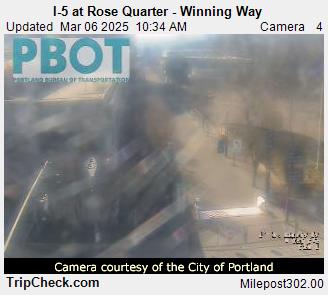 I-5 at Rose Quarter - Winning Way
Updated Mar 06 2025 10:34 AM Camera 4
PBOT
PORTLAND BUREAU OF TRANSPORTATION
Camera courtesy of the City of Portland
TripCheck.com Milepost302.00